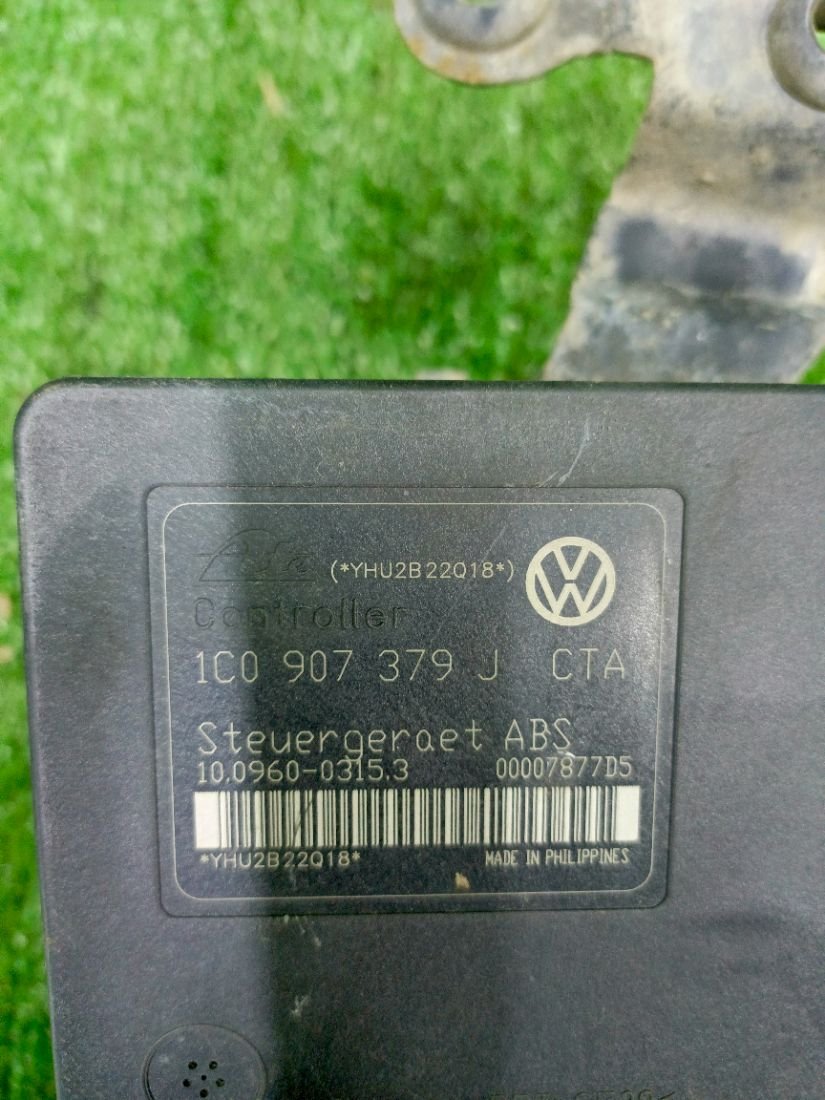 Ate (*YHU2B22Q18*)
Controller
1C0 907 379 J CTA
Steuergeraet ABS
10.0960-0315.3 00007877D5
*YHU2B22Q18* MADE IN PHILIPPINES